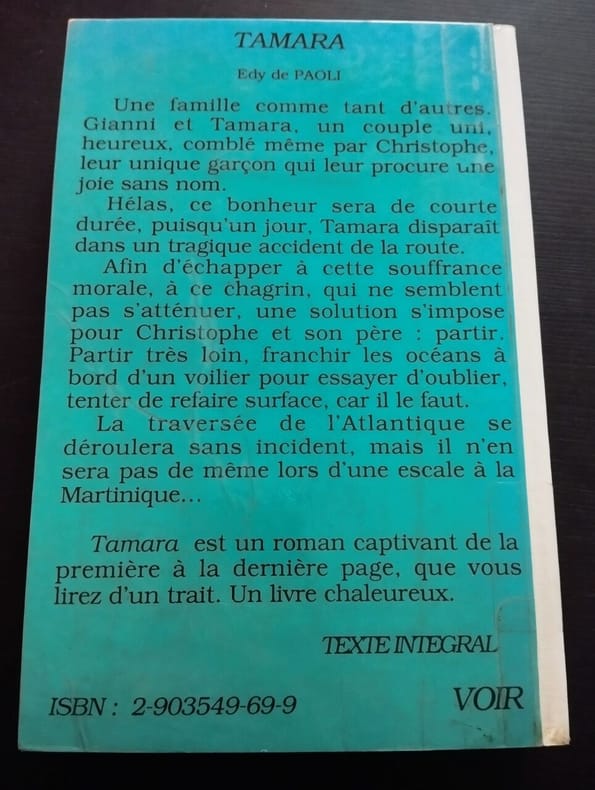 TAMARA
Edy de PAOLI
Une famille comme tant d'autres.
Gianni et Tamara, un couple uni,
heureux, comblé même par Christophe,
leur unique garçon qui leur procure une
joie sans nom.
Hélas, ce bonheur sera de courte
durée, puisqu'un jour, Tamara disparaît
dans un tragique accident de la route.
Afin d'échapper à cette souffrance
morale, à ce chagrin, qui ne semblent
pas s'atténuer, une solution s'impose
pour Christophe et son père : partir.
Partir très loin, franchir les océans à
bord d'un voilier pour essayer d'oublier,
tenter de refaire surface, car il le faut.
La traversée de l'Atlantique se
déroulera sans incident, mais il n'en
sera pas de même lors d'une escale à la
Martinique...
Tamara est un roman captivant de la
première à la dernière page, que vous
lirez d'un trait. Un livre chaleureux.
TEXTE INTEGRAL
ISBN : 2-903549-69-9
VOIR